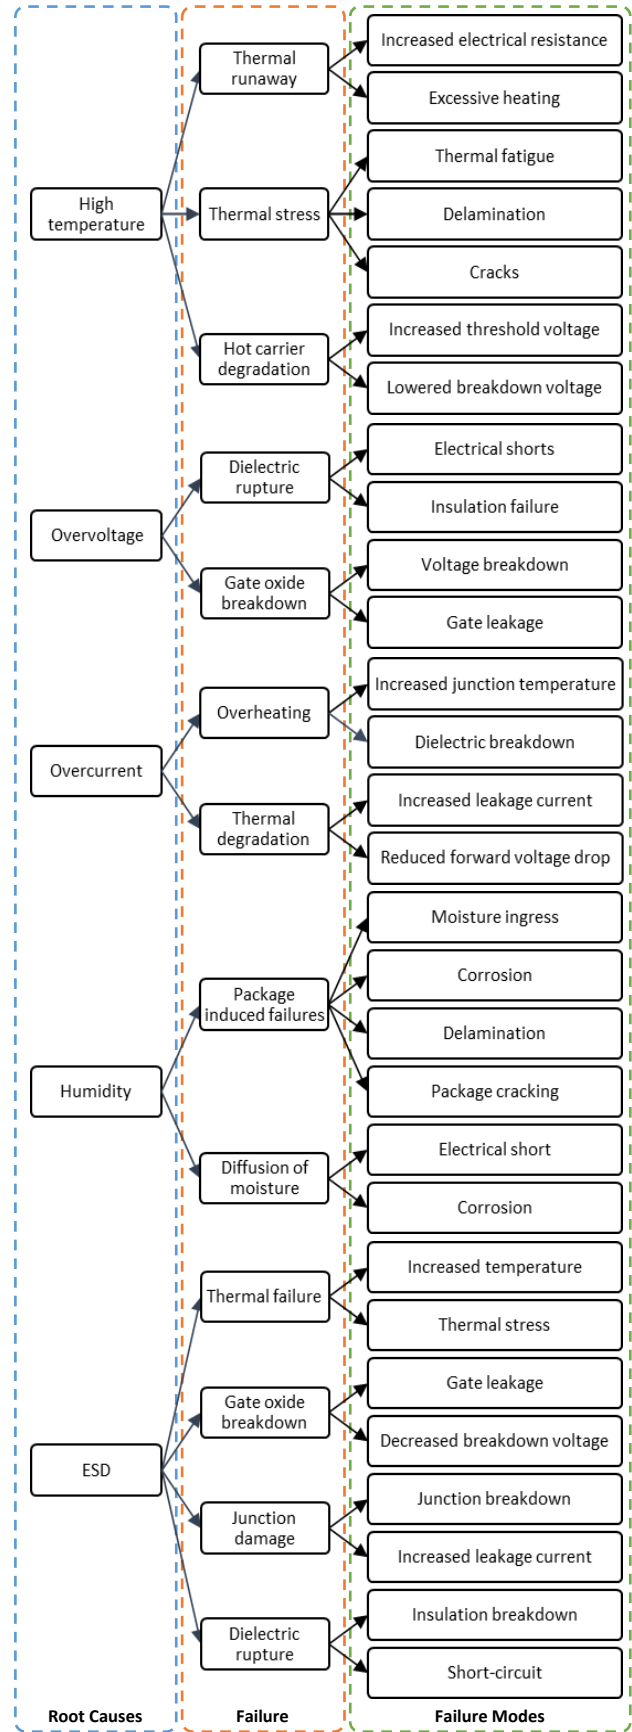 Increased electrical resistance
Thermal
runaway
Excessive heating
Thermal fatigue
High
temperature
Thermal stress
Delamination
Cracks
Increased threshold voltage
Hot carrier
degradation
Lowered breakdown voltage
Electrical shorts
Dielectric
rupture
Insulation failure
Overvoltage
Voltage breakdown
Gate oxide
breakdown
Gate leakage
Increased junction temperature
Overheating
Dielectric breakdown
Overcurrent
Increased leakage current
Thermal
degradation
Reduced forward voltage drop
Moisture ingress
Corrosion
Package
induced failures
Delamination
Humidity
Package cracking
Electrical short
Diffusion of
moisture
Corrosion
Increased temperature
Thermal failure
Thermal stress
Gate leakage
Gate oxide
breakdown
Decreased breakdown voltage
ESD
Junction breakdown
Junction
damage
Increased leakage current
Insulation breakdown
Dielectric
rupture
Short-circuit
Root Causes
Failure
Failure Modes